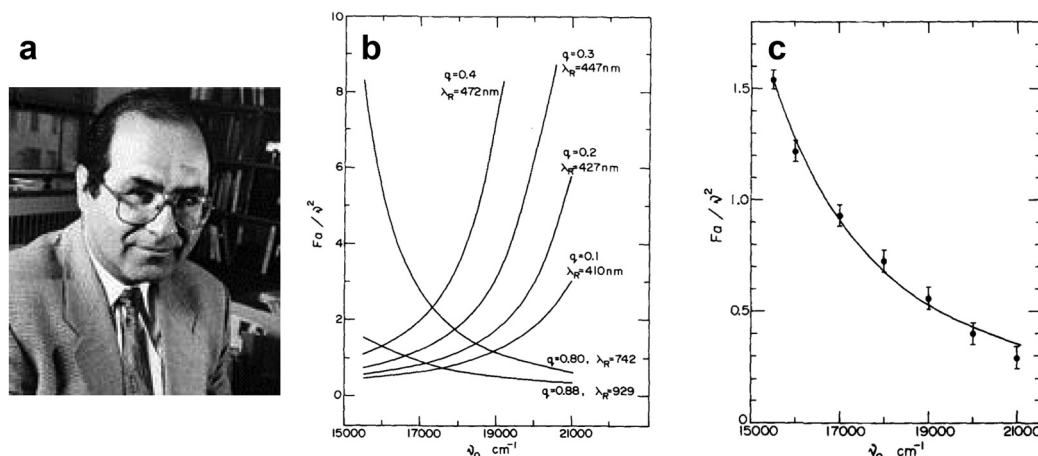 a
b
c
10
8
6
4
2
0
Fa / ν²
q=0.4
λR=472nm
q=0.3
λR=447nm
q=0.2
λR=427nm
q=0.1
λR=410nm
q=0.80, λR=742
q=0.88, λR=929
15000 17000 19000 21000
ν₀ cm⁻¹
1.5
1.0
0.5
0
Fa / ν²
15000 17000 19000 21000
ν₀ cm⁻¹